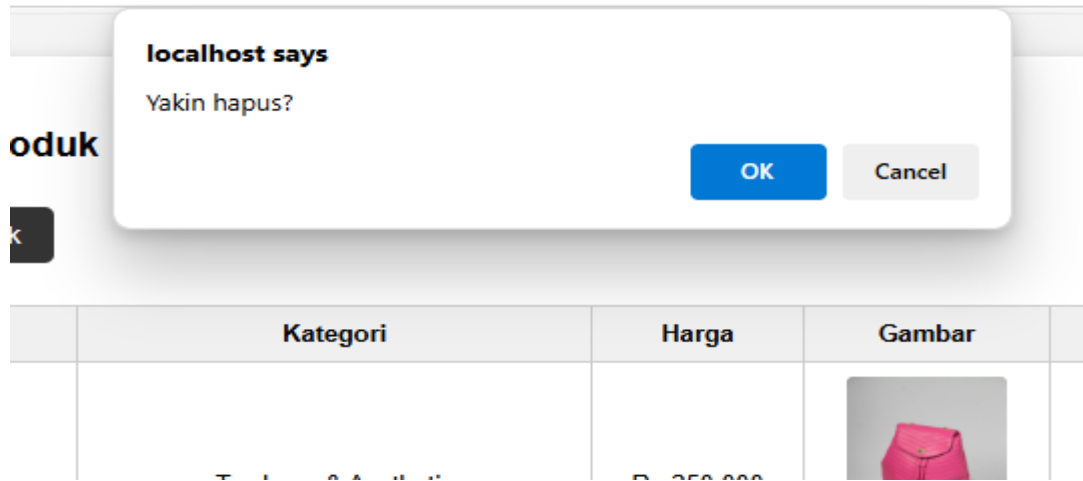 localhost says
Yakin hapus?
OK Cancel
oduk
k
Kategori Harga Gambar